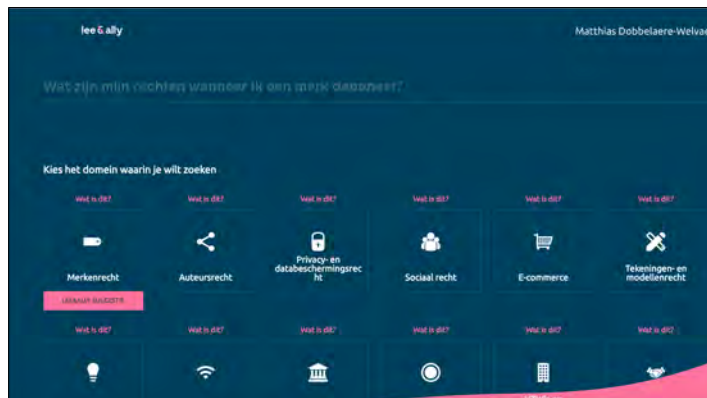 lee & ally
Matthias Dobbelaere-Welvae
Wat zijn mijn rechten wanneer ik een merk deponeer?
Kies het domein waarin je wilt zoeken
Wat is dit? Wat is dit? Wat is dit? Wat is dit? Wat is dit? Wat is dit?
Merkenrecht Auteursrecht Privacy- en databeschermingsrec ht Sociaal recht E-commerce Tekeningen- en modellenrecht
Wat is dit? Wat is dit? Wat is dit? Wat is dit? Wat is dit? Wat is dit?